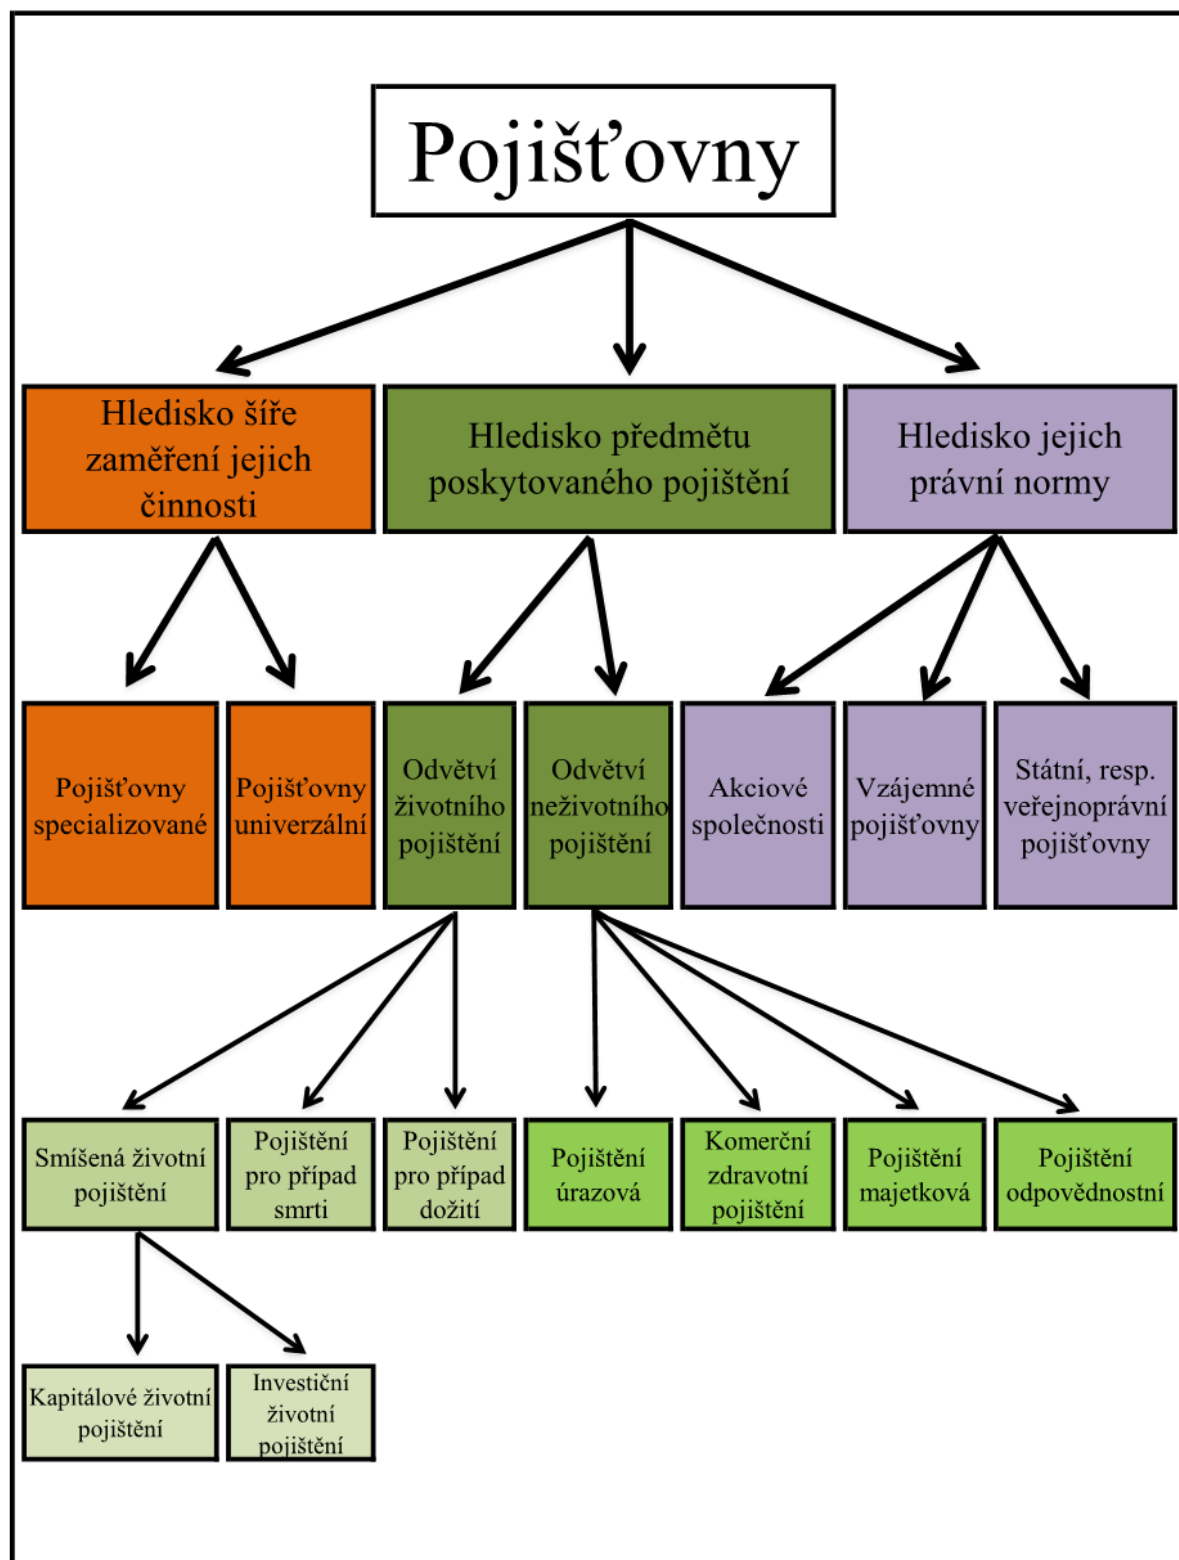 Pojišťovny
Hledisko šíře
zaměření jejich
činnosti
Hledisko předmětu
poskytovaného pojištění
Hledisko jejich
právní normy
Pojišťovny
specializované
Pojišťovny
univerzální
Odvětví
životního
pojištění
Odvětví
neživotního
pojištění
Akciové
společnosti
Vzájemné
pojišťovny
Státní, resp.
veřejnoprávní
pojišťovny
Smíšená životní
pojištění
Pojištění
pro případ
smrti
Pojištění
pro případ
dožití
Pojištění
úrazová
Komerční
zdravotní
pojištění
Pojištění
majetková
Pojištění
odpovědnostní
Kapitálové životní
pojištění
Investiční
životní
pojištění